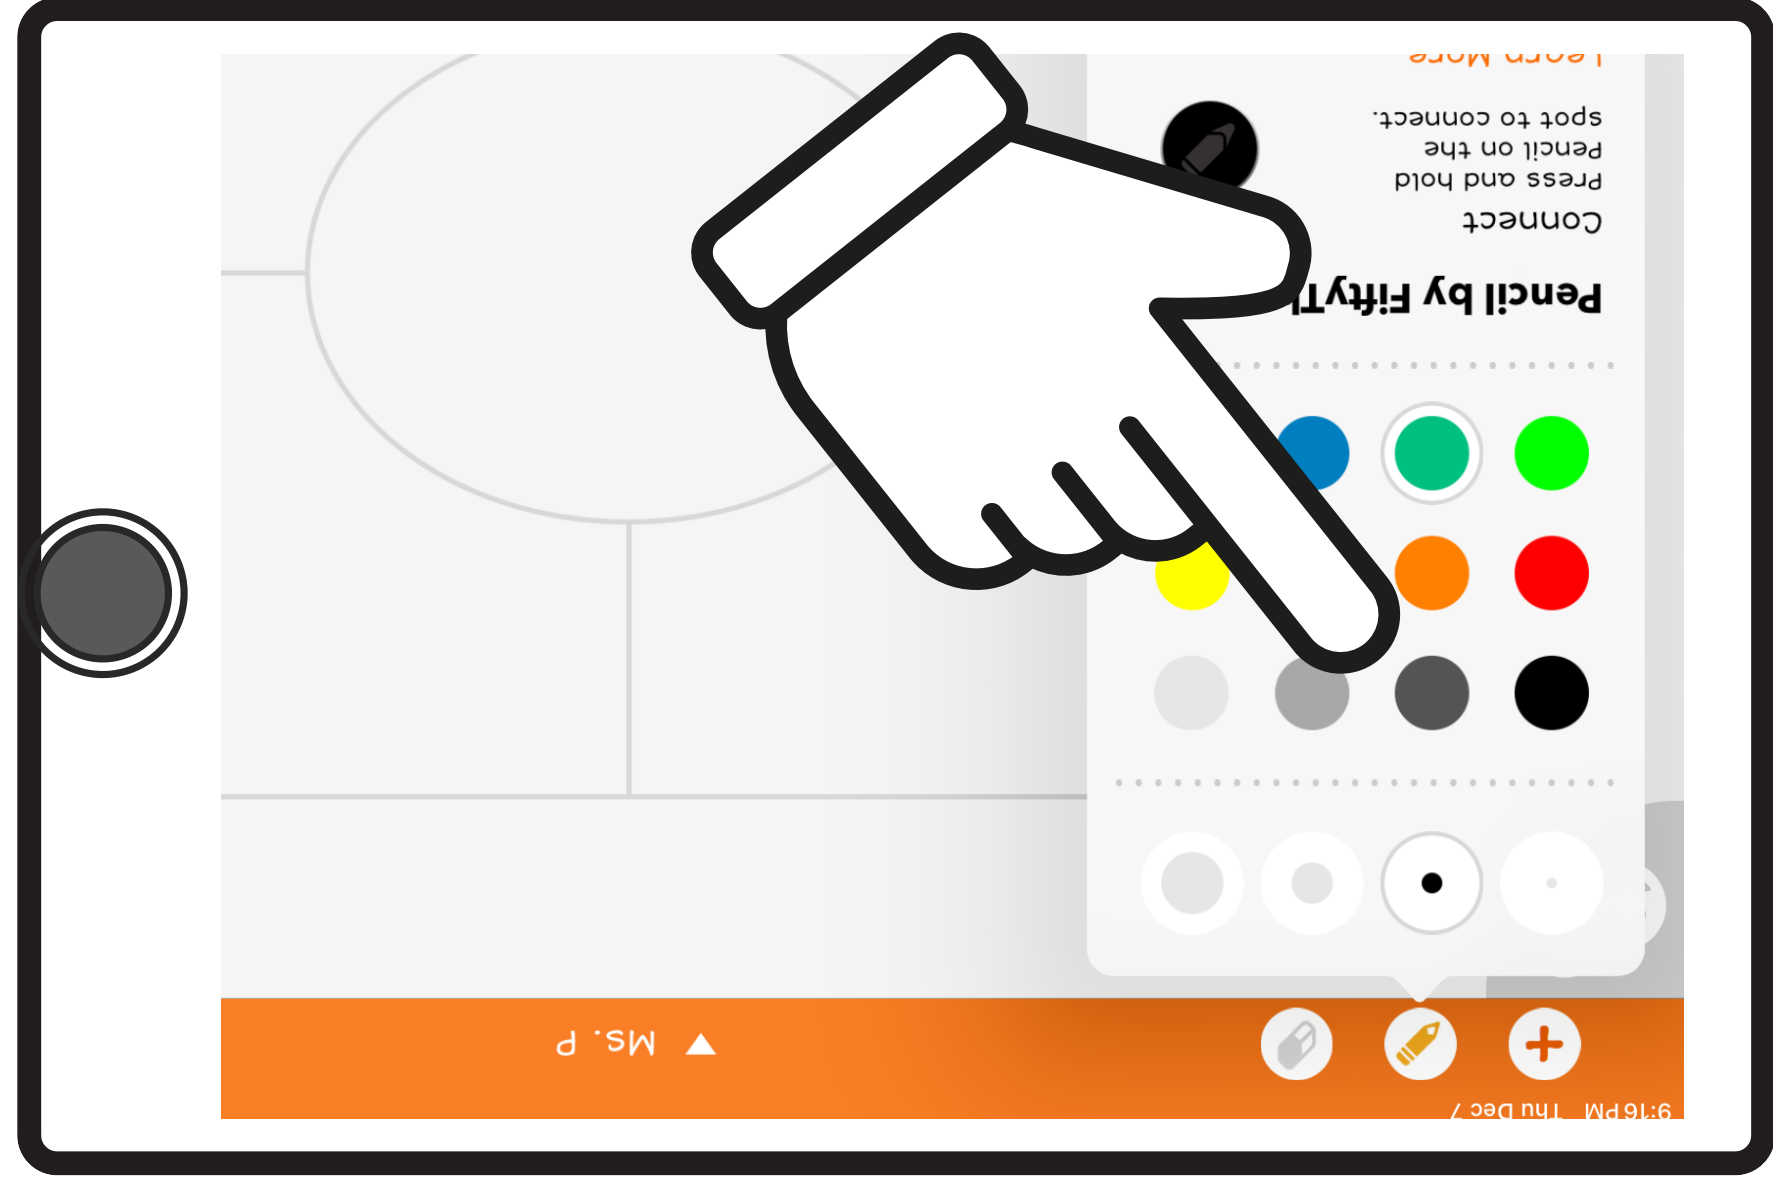 9:16 PM Thu Dec 7
Ms. P
Pencil by Fifty
Connect
Press and hold
Pencil on the
spot to connect.
Learn More